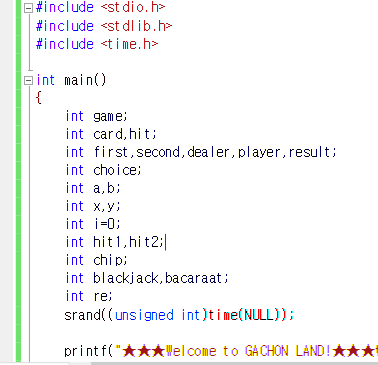 #include <stdio.h>
#include <stdlib.h>
#include <time.h>
int main()
{
int game;
int card,hit;
int first,second,dealer,player,result;
int choice;
int a,b;
int x,y;
int i=0;
int hit1,hit2;
int chip;
int blackjack,bacaraat;
int re;
srand((unsigned int)time(NULL));
printf("★★★Welcome to GACHON LAND!★★★